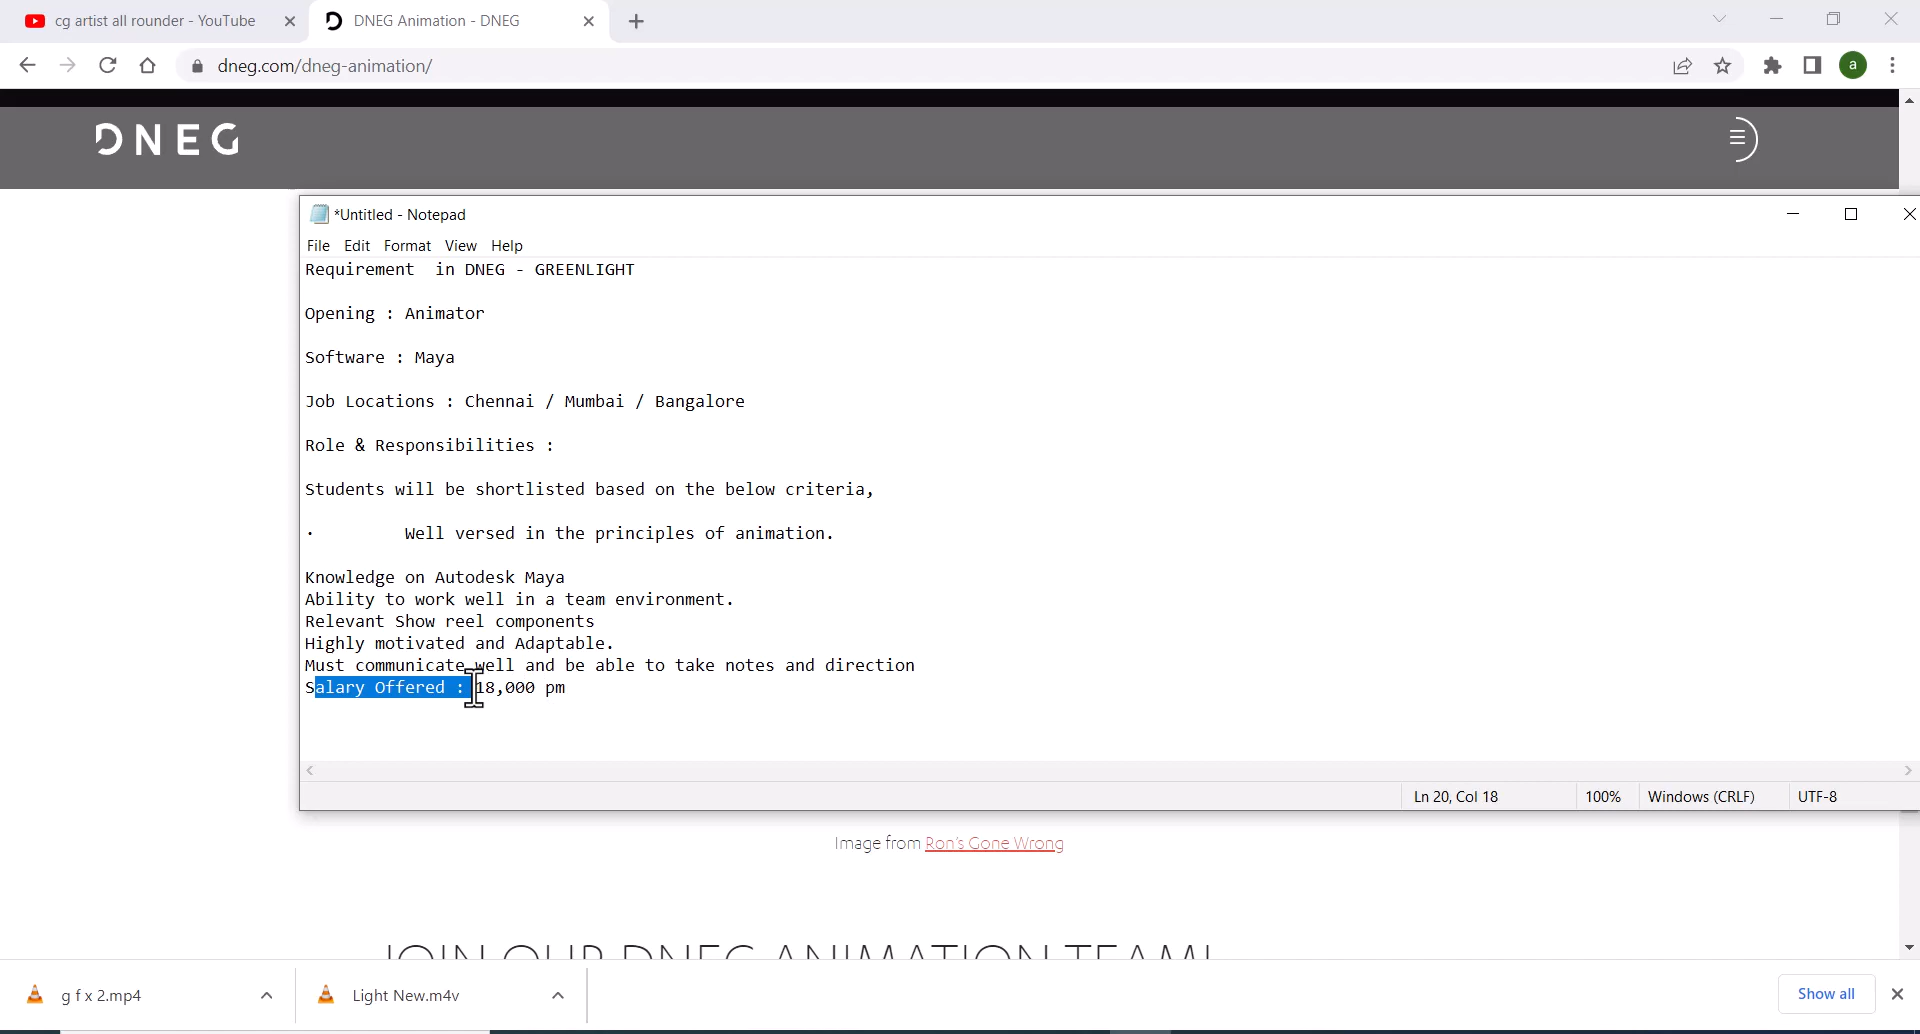 cg artist all rounder - YouTube
DNEG Animation - DNEG
dneg.com/dneg-animation/
a
DNEG
*Untitled - Notepad
File Edit Format View Help
Requirement  in DNEG - GREENLIGHT
Opening : Animator
Software : Maya
Job Locations : Chennai / Mumbai / Bangalore
Role & Responsibilities :
Students will be shortlisted based on the below criteria,
·         Well versed in the principles of animation.
Knowledge on Autodesk Maya
Ability to work well in a team environment.
Relevant Show reel components
Highly motivated and Adaptable.
Must communicate well and be able to take notes and direction
Salary Offered : 18,000 pm
Ln 20, Col 18 100% Windows (CRLF) UTF-8
Image from Ron's Gone Wrong
JOIN OUR DNEG ANIMATION TEAM!
g f x 2.mp4
Light New.m4v
Show all